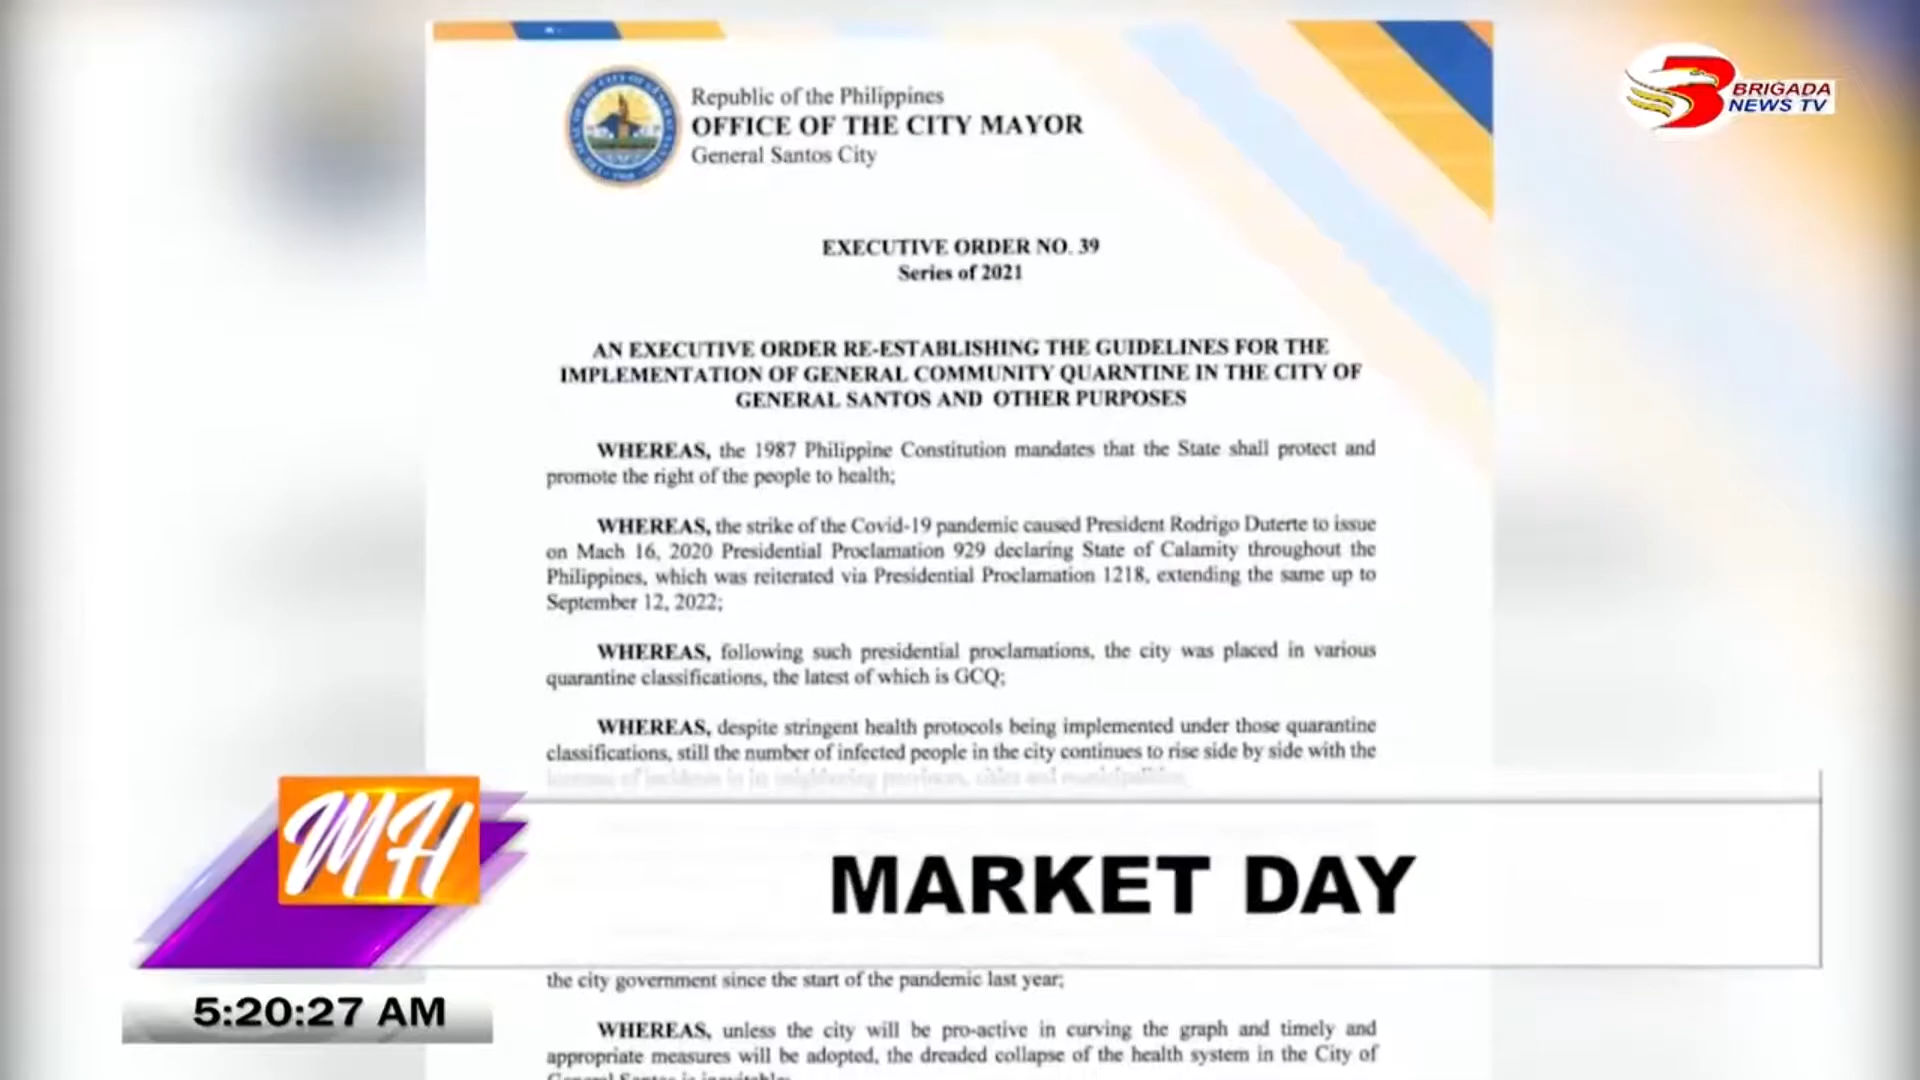 BRIGADA
NEWS TV
Republic of the Philippines
OFFICE OF THE CITY MAYOR
General Santos City
EXECUTIVE ORDER NO. 39
Series of 2021
AN EXECUTIVE ORDER RE-ESTABLISHING THE GUIDELINES FOR THE
IMPLEMENTATION OF GENERAL COMMUNITY QUARNTINE IN THE CITY OF
GENERAL SANTOS AND OTHER PURPOSES
WHEREAS, the 1987 Philippine Constitution mandates that the State shall protect and
promote the right of the people to health;
WHEREAS, the strike of the Covid-19 pandemic caused President Rodrigo Duterte to issue
on Mach 16, 2020 Presidential Proclamation 929 declaring State of Calamity throughout the
Philippines, which was reiterated via Presidential Proclamation 1218, extending the same up to
September 12, 2022;
WHEREAS, following such presidential proclamations, the city was placed in various
quarantine classifications, the latest of which is GCQ;
WHEREAS, despite stringent health protocols being implemented under those quarantine
classifications, still the number of infected people in the city continues to rise side by side with the
MH
MARKET DAY
the city government since the start of the pandemic last year;
5:20:27 AM
WHEREAS, unless the city will be pro-active in curving the graph and timely and
appropriate measures will be adopted, the dreaded collapse of the health system in the City of